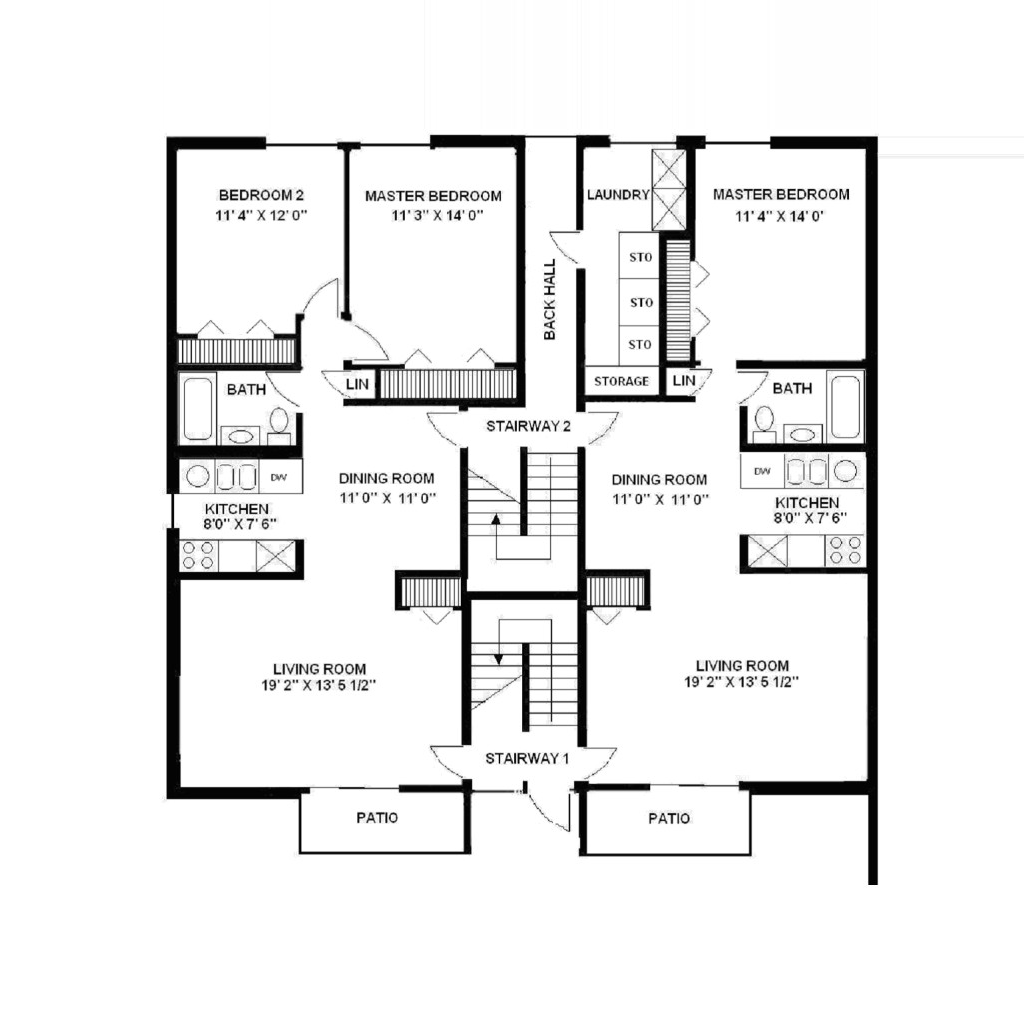 BEDROOM 2
11' 4" X 12' 0"
MASTER BEDROOM
11' 3" X 14' 0"
LAUNDRY
MASTER BEDROOM
11' 4" X 14' 0'
STO
STO
STO
BACK HALL
STORAGE
LIN
LIN
BATH
BATH
STAIRWAY 2
DINING ROOM
11' 0" X 11' 0"
DINING ROOM
11' 0" X 11' 0"
DW
DW
KITCHEN
8'0" X 7' 6"
KITCHEN
8'0" X 7' 6"
LIVING ROOM
19' 2" X 13' 5 1/2"
LIVING ROOM
19' 2" X 13' 5 1/2"
STAIRWAY 1
PATIO
PATIO